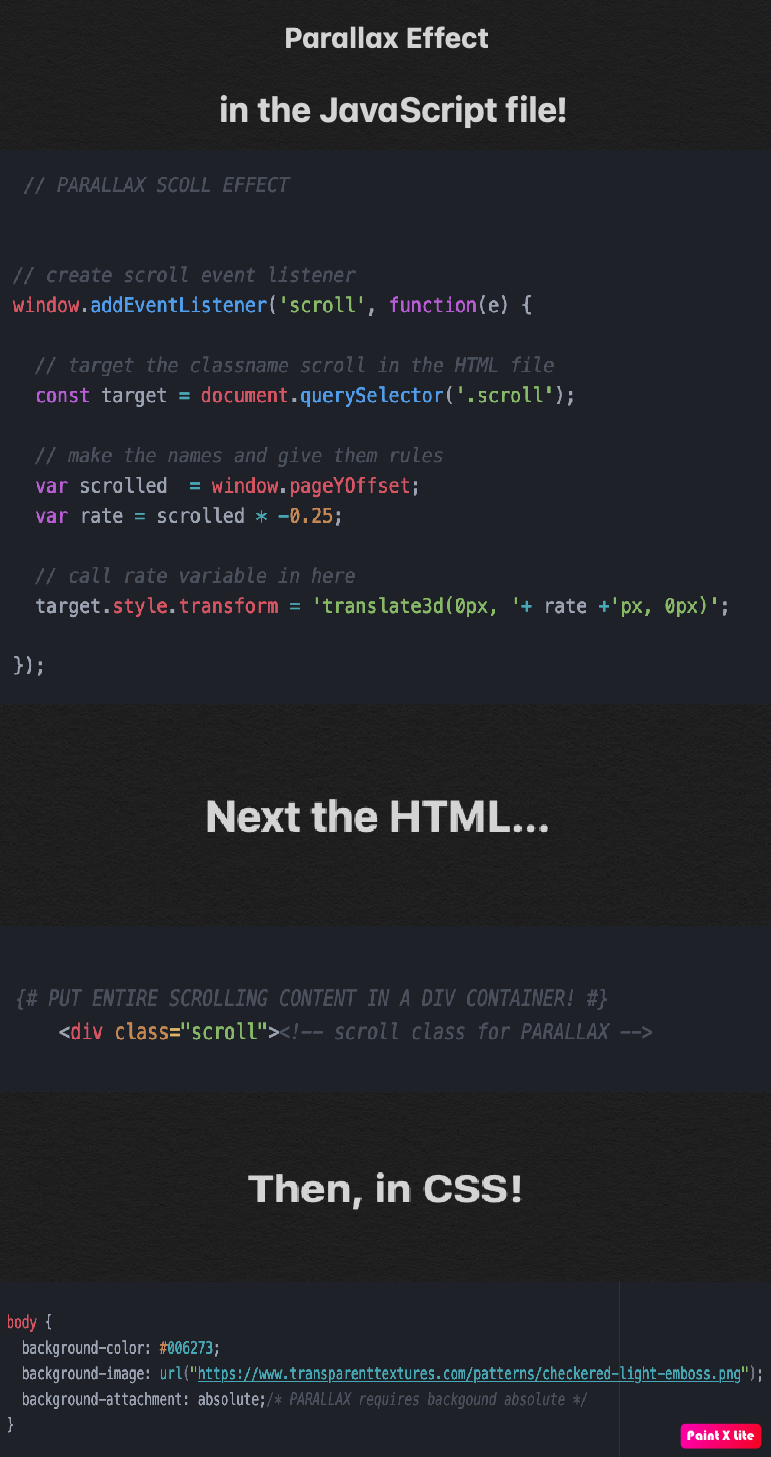 Parallax Effect
in the JavaScript file!
// PARALLAX SCOLL EFFECT
// create scroll event listener
window.addEventListener('scroll', function(e) {
// target the classname scroll in the HTML file
const target = document.querySelector('.scroll');
// make the names and give them rules
var scrolled  = window.pageYOffset;
var rate = scrolled * -0.25;
// call rate variable in here
target.style.transform = 'translate3d(0px, '+ rate +'px, 0px)';
});
Next the HTML...
{# PUT ENTIRE SCROLLING CONTENT IN A DIV CONTAINER! #}
<div class="scroll"><!-- scroll class for PARALLAX -->
Then, in CSS!
body {
background-color: #006273;
background-image: url("https://www.transparenttextures.com/patterns/checkered-light-emboss.png");
background-attachment: absolute;/* PARALLAX requires backgound absolute */
}
Paint X Lite